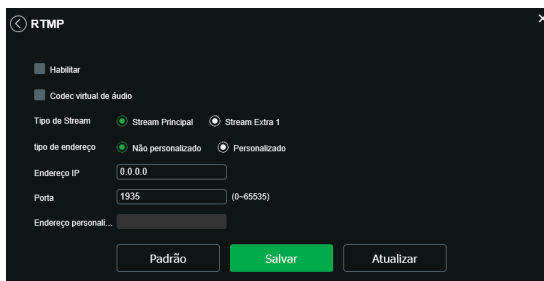 RTMP
Habilitar
Codec virtual de áudio
Tipo de Stream Stream Principal Stream Extra 1
tipo de endereço Não personalizado Personalizado
Endereço IP 0.0.0.0
Porta 1935 (0~65535)
Endereço personali...
Padrão Salvar Atualizar